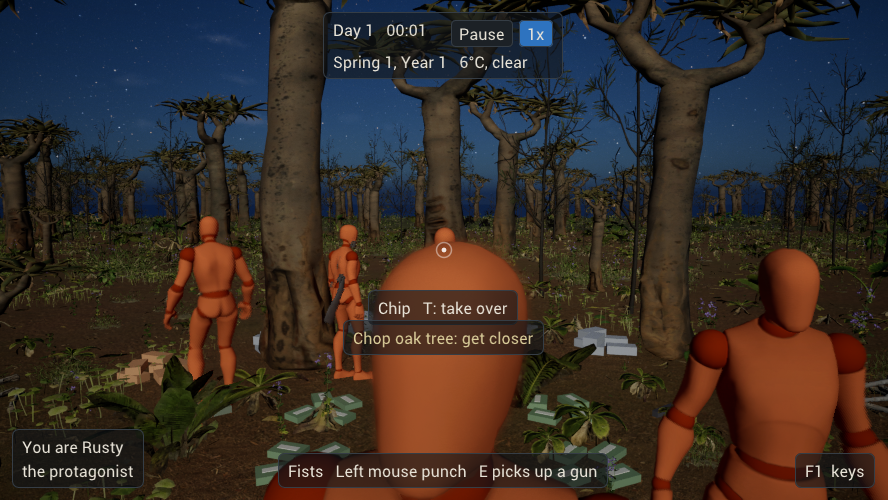 Day 1 00:01 Pause 1x
Spring 1, Year 1 6°C, clear
Chip T: take over
Chop oak tree: get closer
You are Rusty
the protagonist
Fists Left mouse punch E picks up a gun
F1 keys